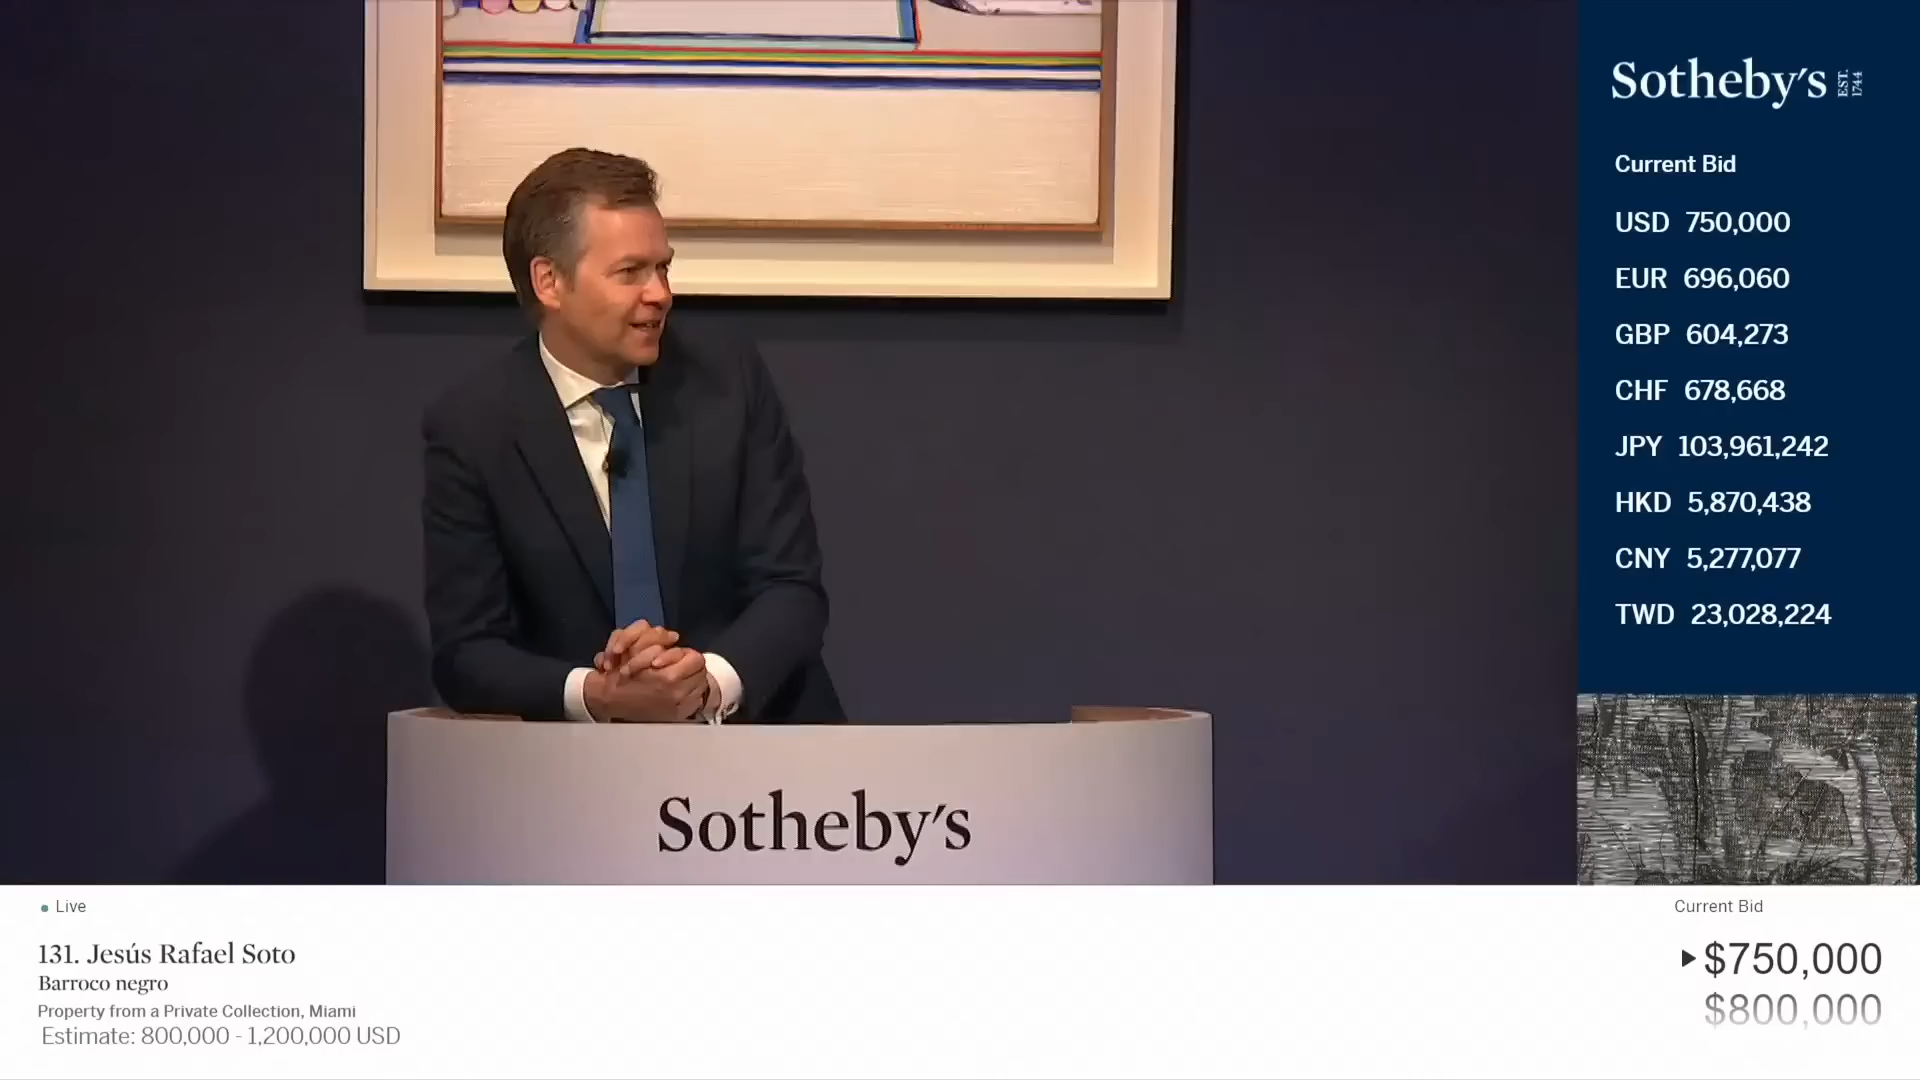 Sotheby's EST. 1744
Current Bid
USD 750,000
EUR 696,060
GBP 604,273
CHF 678,668
JPY 103,961,242
HKD 5,870,438
CNY 5,277,077
TWD 23,028,224
Sotheby's
Live
131. Jesús Rafael Soto
Barroco negro
Property from a Private Collection, Miami
Estimate: 800,000 - 1,200,000 USD
Current Bid
$750,000
$800,000